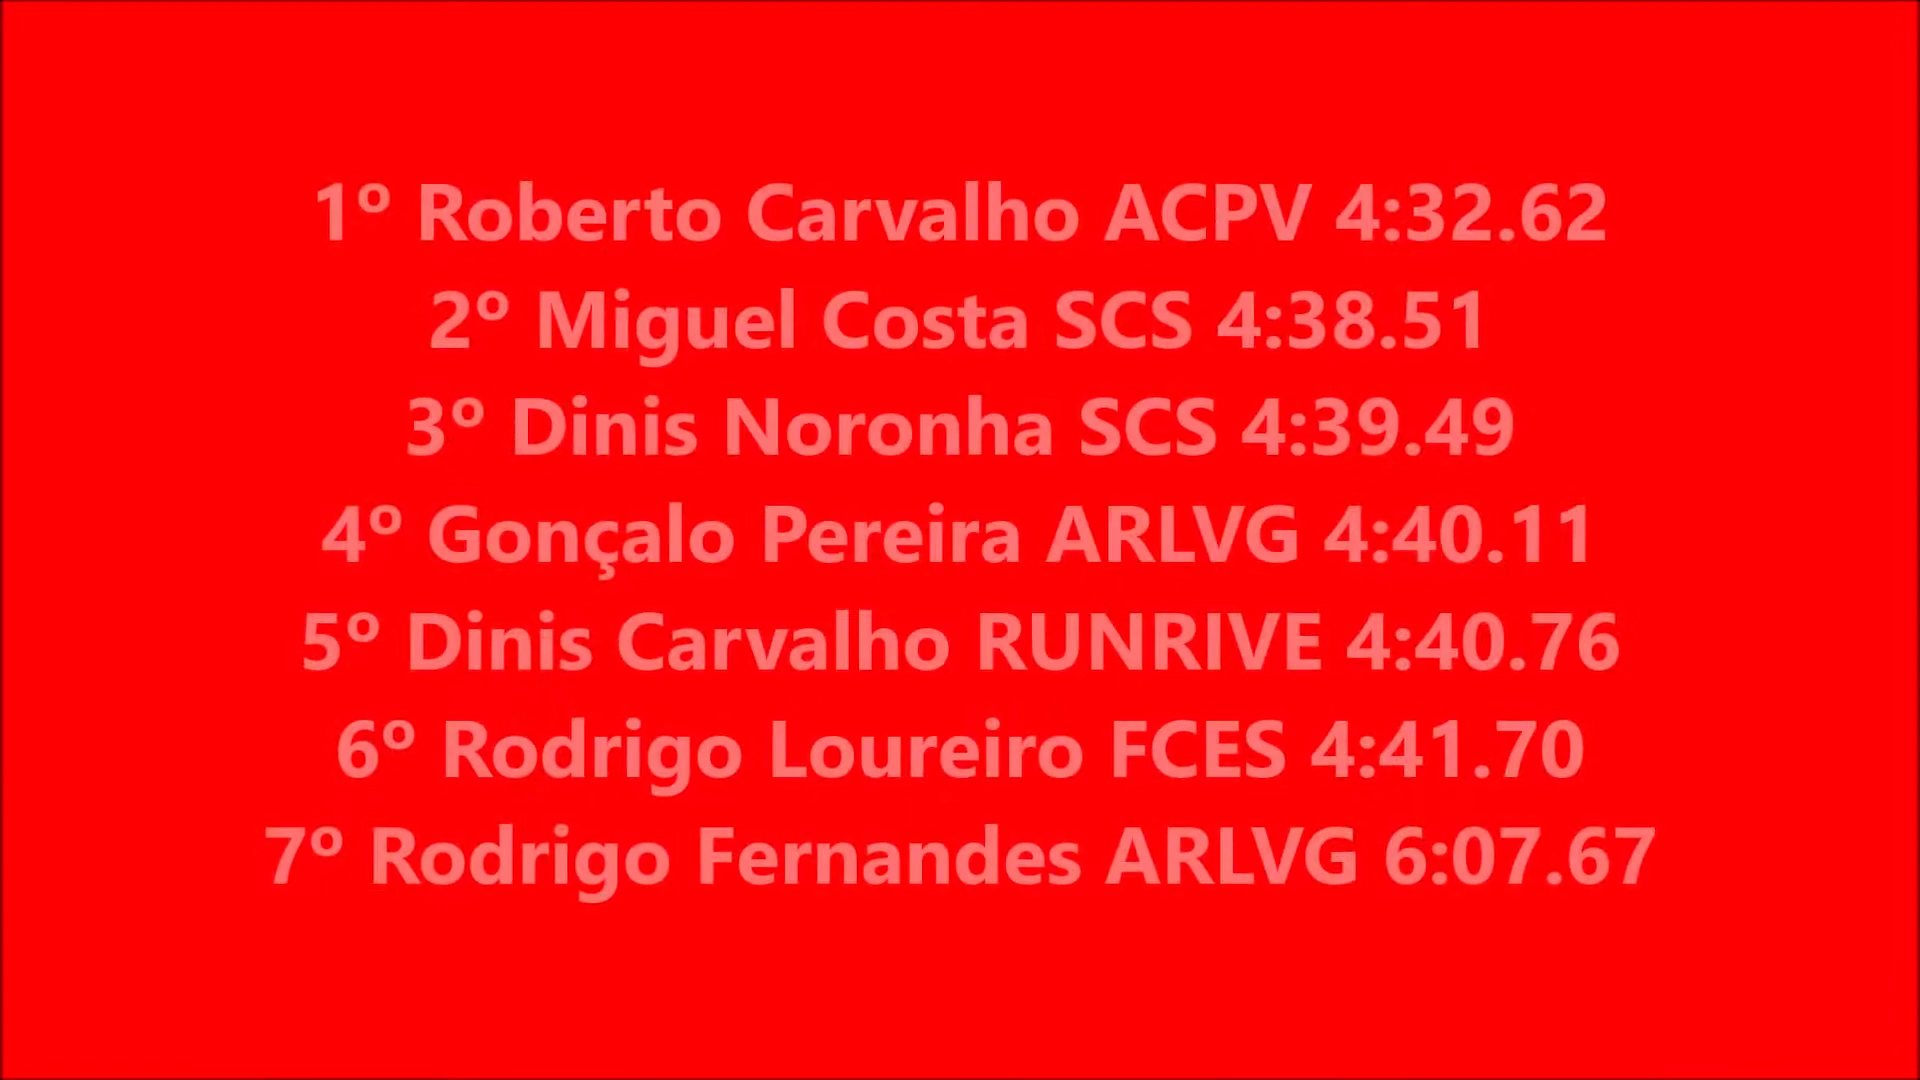 1º Roberto Carvalho ACPV 4:32.62
2º Miguel Costa SCS 4:38.51
3º Dinis Noronha SCS 4:39.49
4º Gonçalo Pereira ARLVG 4:40.11
5º Dinis Carvalho RUNRIVE 4:40.76
6º Rodrigo Loureiro FCES 4:41.70
7º Rodrigo Fernandes ARLVG 6:07.67